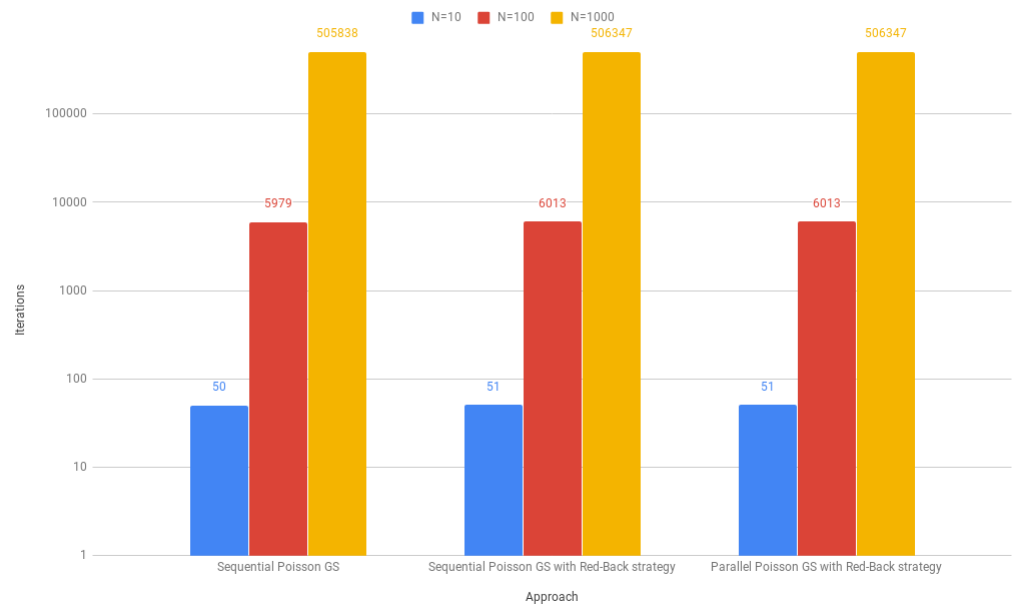 N=10 N=100 N=1000
505838 506347 506347
100000
5979 6013 6013
10000
1000
Iterations
100
50 51 51
10
1
Sequential Poisson GS Sequential Poisson GS with Red-Back strategy Parallel Poisson GS with Red-Back strategy
Approach